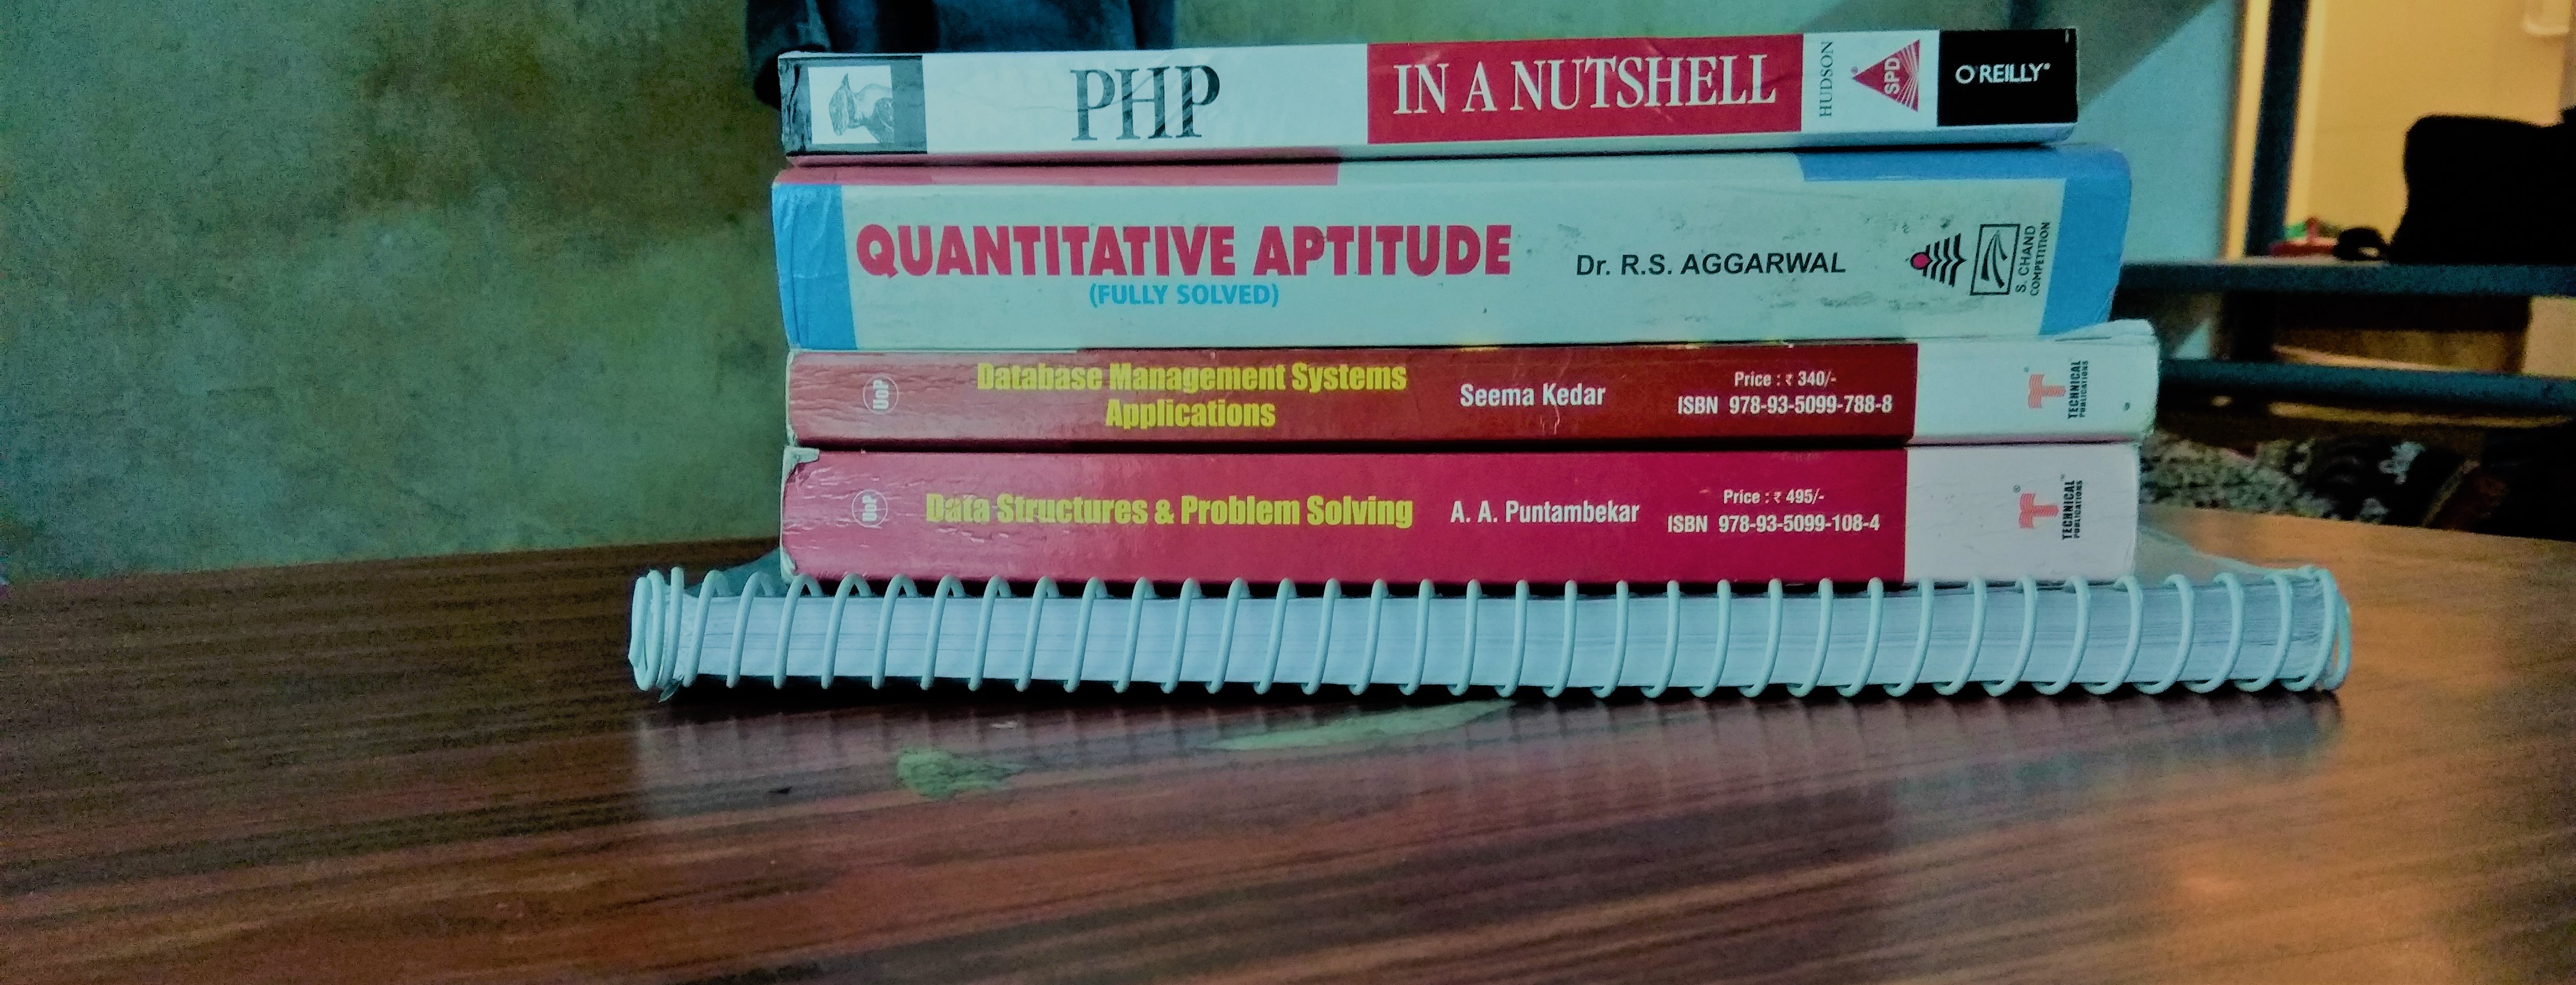 PHP IN A NUTSHELL HUDSON SPD O'REILLY®
QUANTITATIVE APTITUDE
(FULLY SOLVED)
Dr. R.S. AGGARWAL
S. CHAND
COMPETITION
UoP
Database Management Systems
Applications
Seema Kedar
Price : ₹ 340/-
ISBN 978-93-5099-788-8
TECHNICAL
PUBLICATIONS
UoP
Data Structures & Problem Solving
A. A. Puntambekar
Price : ₹ 495/-
ISBN 978-93-5099-108-4
TECHNICAL
PUBLICATIONS